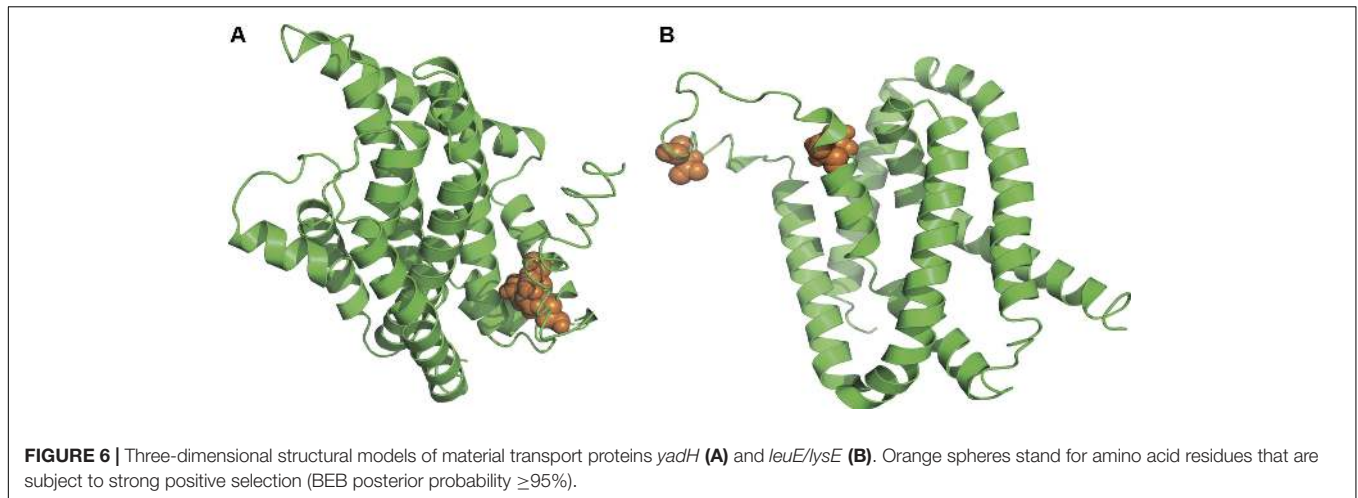 A
B
FIGURE 6 | Three-dimensional structural models of material transport proteins yadH (A) and leuE/lysE (B). Orange spheres stand for amino acid residues that are
subject to strong positive selection (BEB posterior probability ≥95%).